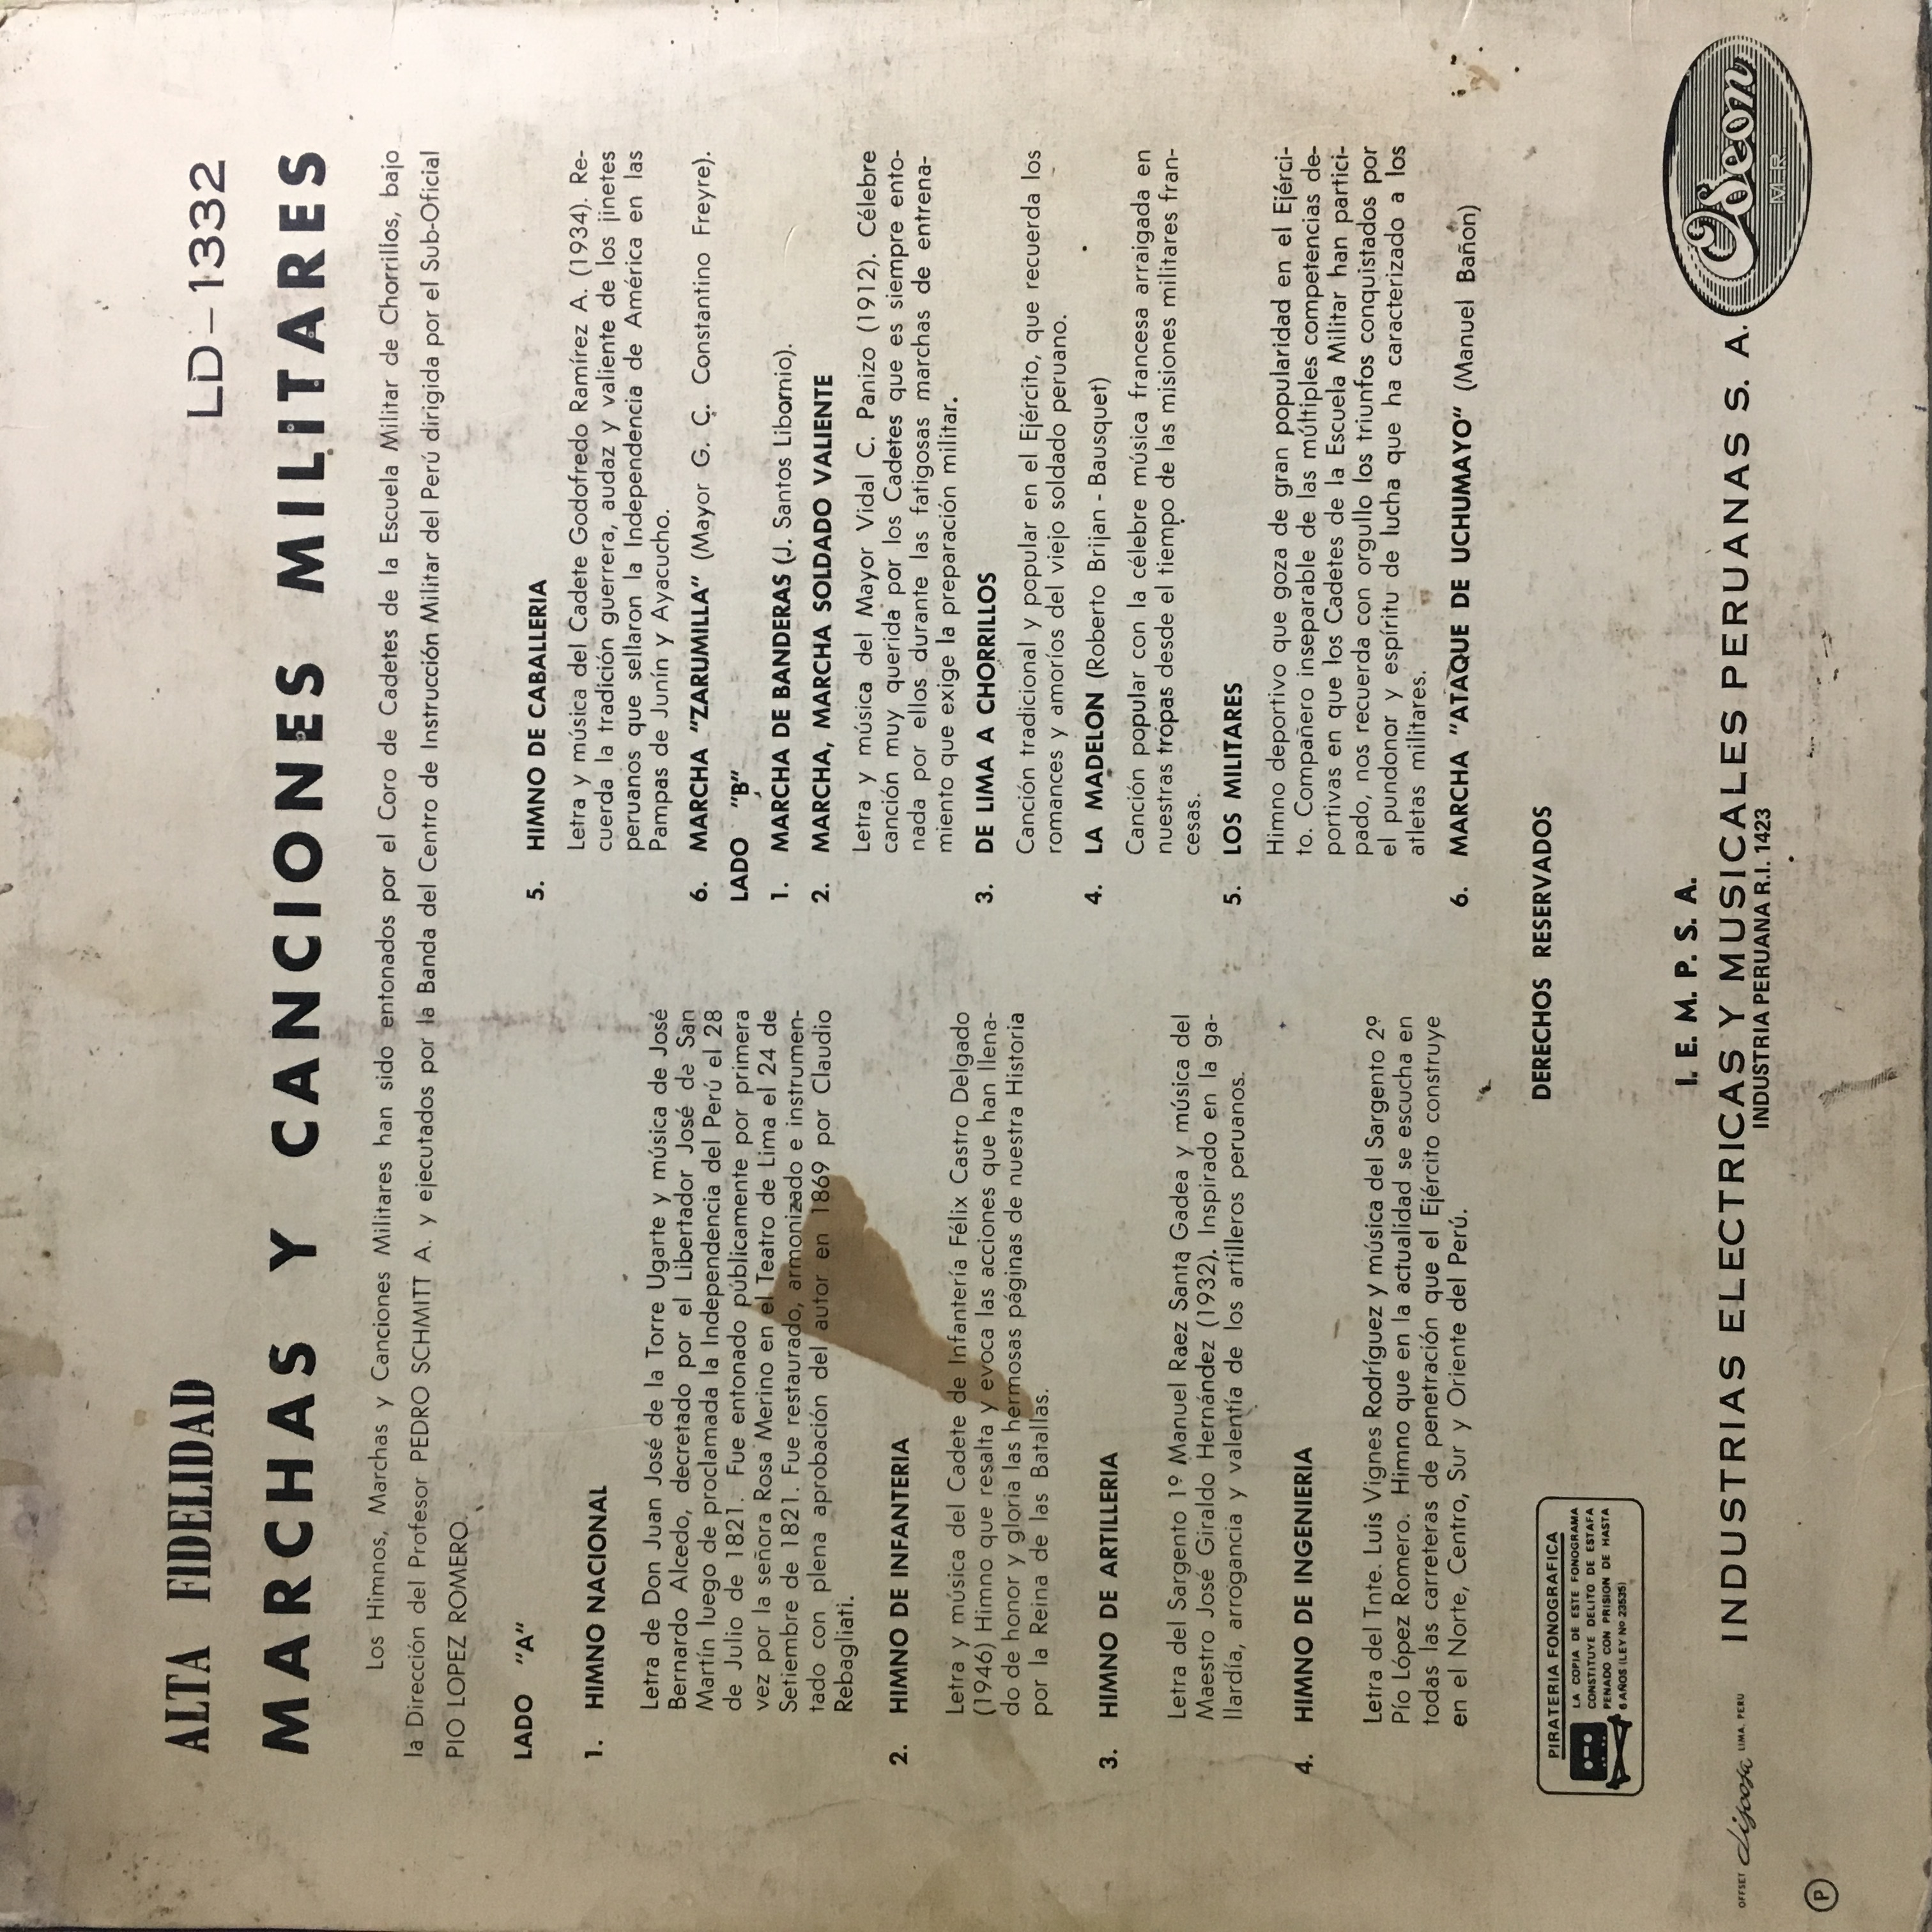 ALTA FIDELIDAD
LD-1332
MARCHAS Y CANCIONES MILITARES
Los Himnos, Marchas y Canciones Militares han sido entonados por el Coro de Cadetes de la Escuela Militar de Chorrillos, bajo
la Dirección del Profesor PEDRO SCHMITT A. y ejecutados por la Banda del Centro de Instrucción Militar del Perú dirigida por el Sub-Oficial
PIO LOPEZ ROMERO.
LADO "A"
1. HIMNO NACIONAL
Letra de Don Juan José de la Torre Ugarte y música de José
Bernardo Alcedo, decretado por el Libertador José de San
Martín luego de proclamada la Independencia del Perú el 28
de Julio de 1821. Fue entonado públicamente por primera
vez por la señora Rosa Merino en el Teatro de Lima el 24 de
Setiembre de 1821. Fue restaurado, armonizado e instrumen-
tado con plena aprobación del autor en 1869 por Claudio
Rebagliati.
2. HIMNO DE INFANTERIA
Letra y música del Cadete de Infantería Félix Castro Delgado
(1946) Himno que resalta y evoca las acciones que han llena-
do de honor y gloria las hermosas páginas de nuestra Historia
por la Reina de las Batallas.
3. HIMNO DE ARTILLERIA
Letra del Sargento 1º Manuel Raez Santa Gadea y música del
Maestro José Giraldo Hernández (1932). Inspirado en la ga-
llardía, arrogancia y valentía de los artilleros peruanos.
4. HIMNO DE INGENIERIA
Letra del Tnte. Luis Vignes Rodríguez y música del Sargento 2º
Pío López Romero. Himno que en la actualidad se escucha en
todas las carreteras de penetración que el Ejército construye
en el Norte, Centro, Sur y Oriente del Perú.
5. HIMNO DE CABALLERIA
Letra y música del Cadete Godofredo Ramírez A. (1934). Re-
cuerda la tradición guerrera, audaz y valiente de los jinetes
peruanos que sellaron la Independencia de América en las
Pampas de Junín y Ayacucho.
6. MARCHA "ZARUMILLA" (Mayor G. C. Constantino Freyre).
LADO "B"
1. MARCHA DE BANDERAS (J. Santos Libornio).
2. MARCHA, MARCHA SOLDADO VALIENTE
Letra y música del Mayor Vidal C. Panizo (1912). Célebre
canción muy querida por los Cadetes que es siempre ento-
nada por ellos durante las fatigosas marchas de entrena-
miento que exige la preparación militar.
3. DE LIMA A CHORRILLOS
Canción tradicional y popular en el Ejército, que recuerda los
romances y amoríos del viejo soldado peruano.
4. LA MADELON (Roberto Brijan - Bausquet)
Canción popular con la célebre música francesa arraigada en
nuestras tropas desde el tiempo de las misiones militares fran-
cesas.
5. LOS MILITARES
Himno deportivo que goza de gran popularidad en el Ejérci-
to. Compañero inseparable de las múltiples competencias de-
portivas en que los Cadetes de la Escuela Militar han partici-
pado, nos recuerda con orgullo los triunfos conquistados por
el pundonor y espíritu de lucha que ha caracterizado a los
atletas militares.
6. MARCHA "ATAQUE DE UCHUMAYO" (Manuel Bañon)
DERECHOS RESERVADOS
PIRATERIA FONOGRAFICA
LA COPIA DE ESTE FONOGRAMA
CONSTITUYE DELITO DE ESTAFA
PENADO CON PRISION DE HASTA
6 AÑOS (LEY Nº 23535)
I. E. M. P. S. A.
INDUSTRIAS ELECTRICAS Y MUSICALES PERUANAS S. A.
INDUSTRIA PERUANA R.I. 1423
Odeon
M.R.
OFFSET
LIMA. PERU
P